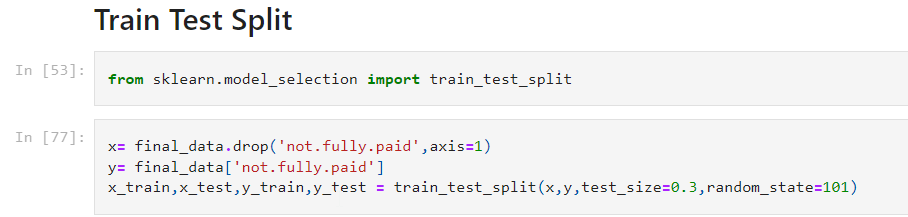 Train Test Split
In [53]:
from sklearn.model_selection import train_test_split
In [77]:
x= final_data.drop('not.fully.paid',axis=1)
y= final_data['not.fully.paid']
x_train,x_test,y_train,y_test = train_test_split(x,y,test_size=0.3,random_state=101)